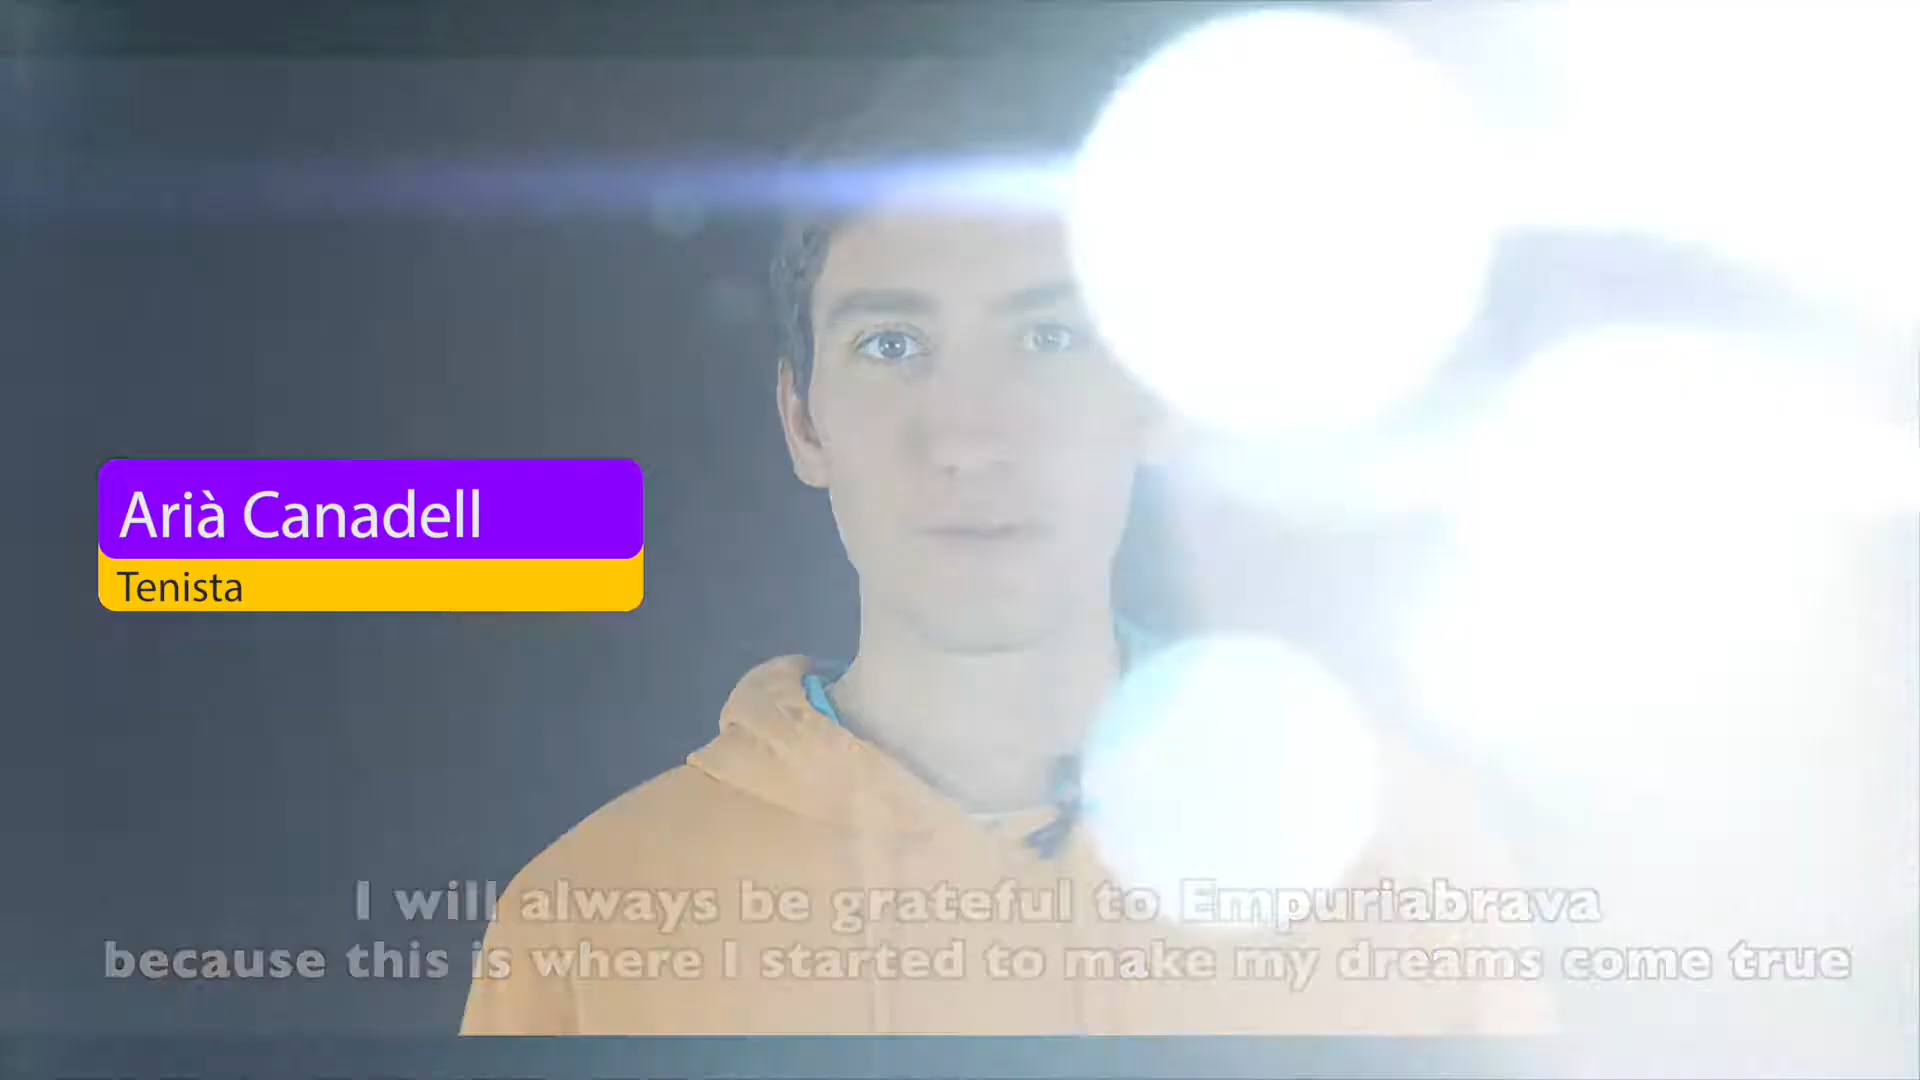 Arià Canadell
Tenista
I will always be grateful to Empuriabrava
because this is where I started to make my dreams come true